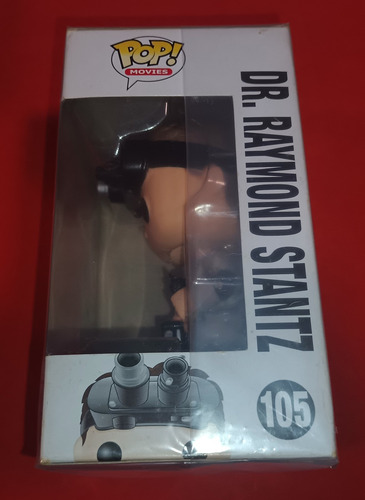 POP!
MOVIES
DR. RAYMOND STANTZ
105